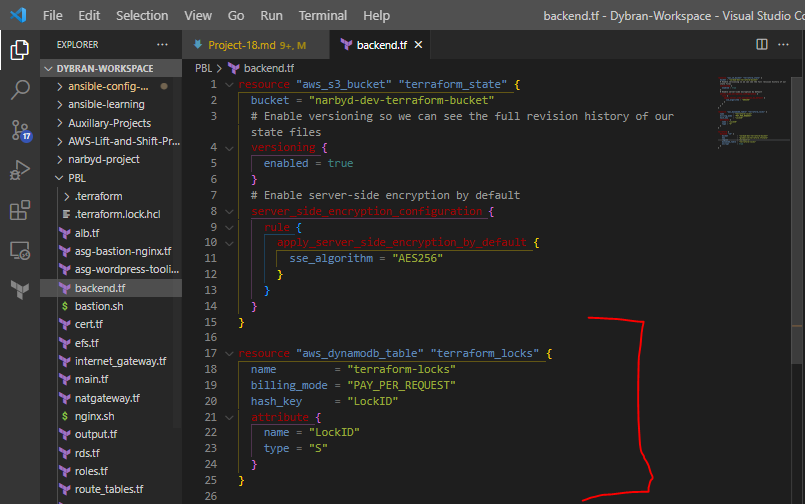 File Edit Selection View Go Run Terminal Help backend.tf - Dybran-Workspace - Visual Studio Co
EXPLORER ···
DYBRAN-WORKSPACE
ansible-config-...
ansible-learning
Auxillary-Projects
AWS-Lift-and-Shift-Pr...
narbyd-project
PBL
.terraform
.terraform.lock.hcl
alb.tf
asg-bastion-nginx.tf
asg-wordpress-tooli...
backend.tf
bastion.sh
cert.tf
efs.tf
internet_gateway.tf
main.tf
natgateway.tf
nginx.sh
output.tf
rds.tf
roles.tf
route_tables.tf
17
Project-18.md 9+, M
backend.tf
PBL > backend.tf
1 resource "aws_s3_bucket" "terraform_state" {
2 bucket = "narbyd-dev-terraform-bucket"
3 # Enable versioning so we can see the full revision history of our
state files
4 versioning {
5 enabled = true
6 }
7 # Enable server-side encryption by default
8 server_side_encryption_configuration {
9 rule {
10 apply_server_side_encryption_by_default {
11 sse_algorithm = "AES256"
12 }
13 }
14 }
15 }
16
17 resource "aws_dynamodb_table" "terraform_locks" {
18 name = "terraform-locks"
19 billing_mode = "PAY_PER_REQUEST"
20 hash_key = "LockID"
21 attribute {
22 name = "LockID"
23 type = "S"
24 }
25 }
26